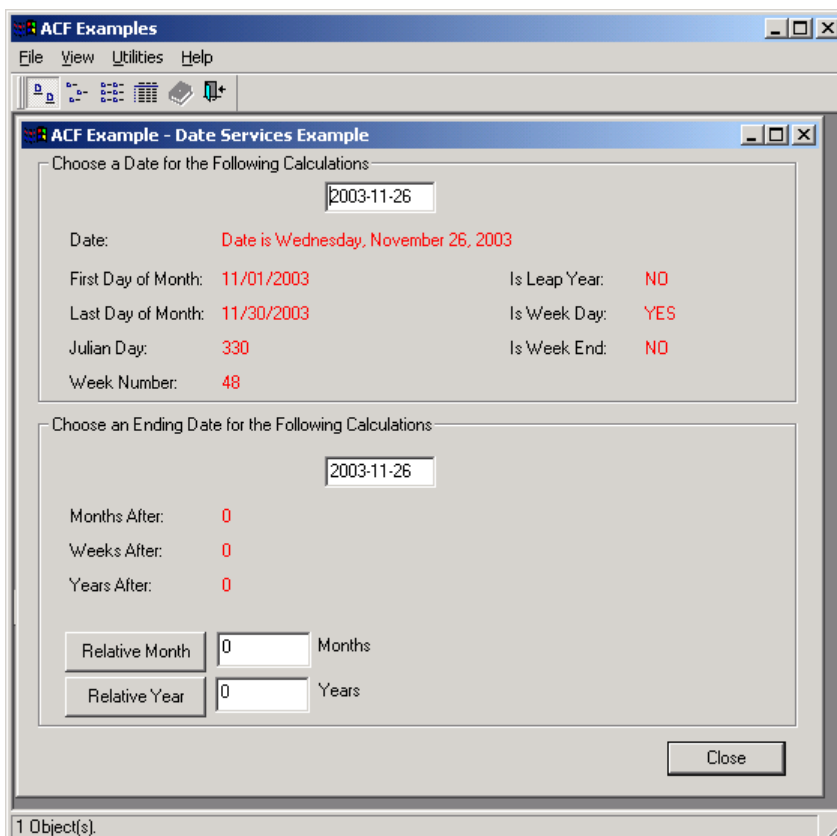 ACF Examples
File View Utilities Help
ACF Example - Date Services Example
Choose a Date for the Following Calculations
2003-11-26
Date: Date is Wednesday, November 26, 2003
First Day of Month: 11/01/2003 Is Leap Year: NO
Last Day of Month: 11/30/2003 Is Week Day: YES
Julian Day: 330 Is Week End: NO
Week Number: 48
Choose an Ending Date for the Following Calculations
2003-11-26
Months After: 0
Weeks After: 0
Years After: 0
Relative Month 0 Months
Relative Year 0 Years
Close
1 Object(s).